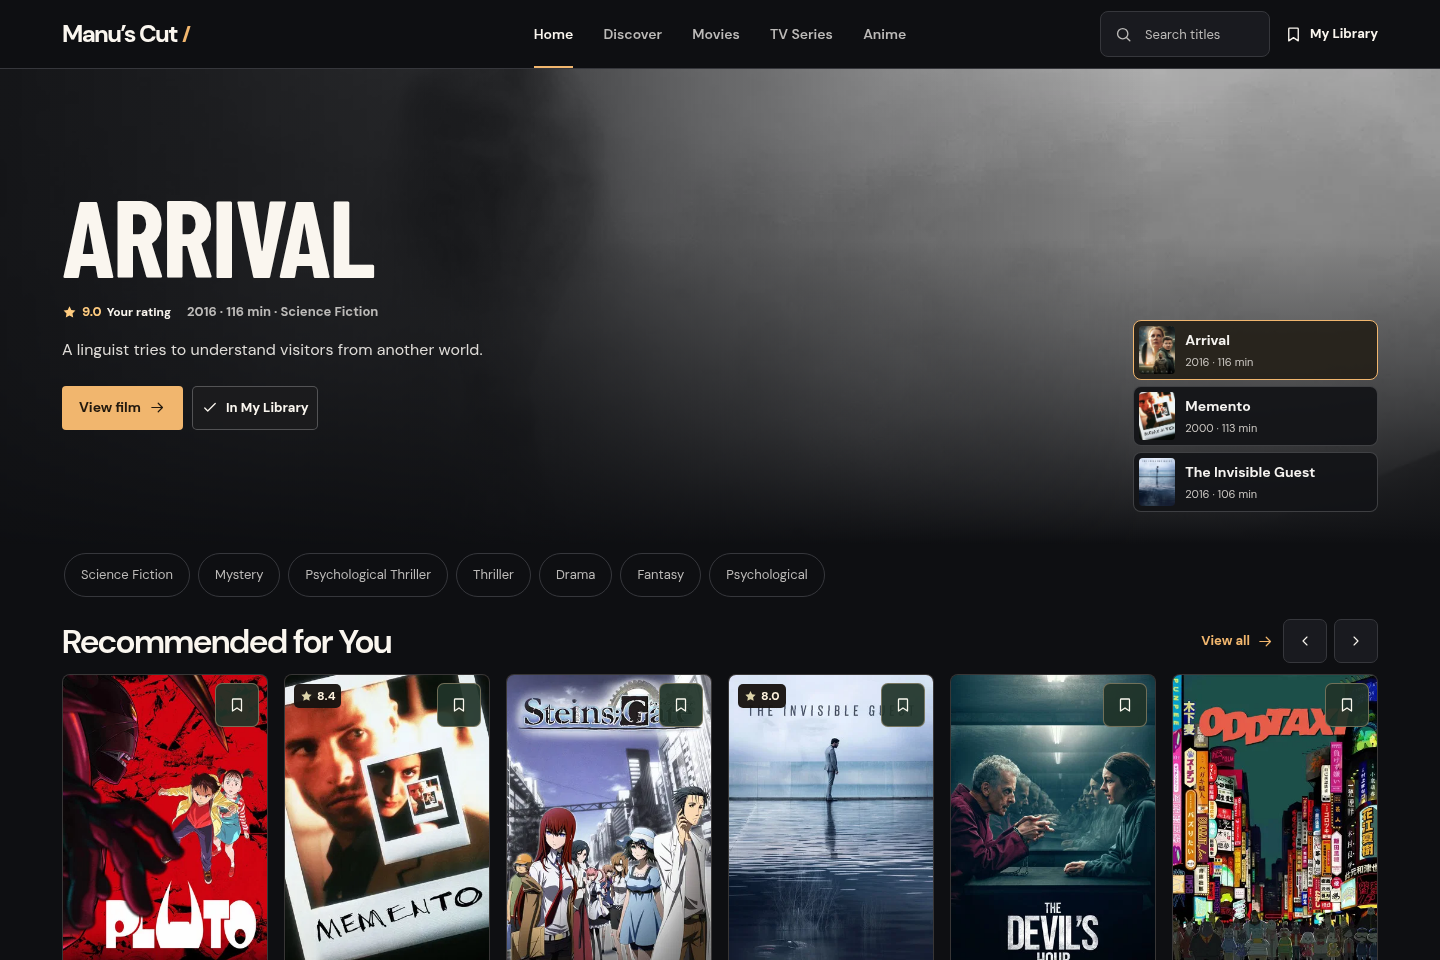 Manu's Cut /
Home
Discover
Movies
TV Series
Anime
Search titles
My Library
ARRIVAL
9.0 Your rating
2016 · 116 min · Science Fiction
A linguist tries to understand visitors from another world.
View film →
In My Library
Arrival
2016 · 116 min
Memento
2000 · 113 min
The Invisible Guest
2016 · 106 min
Science Fiction
Mystery
Psychological Thriller
Thriller
Drama
Fantasy
Psychological
Recommended for You
View all →
PLUTO
8.4
MEMENTO
Steins;Gate
8.0
THE INVISIBLE
THE
DEVIL'S
HOUR
ODDTAXI